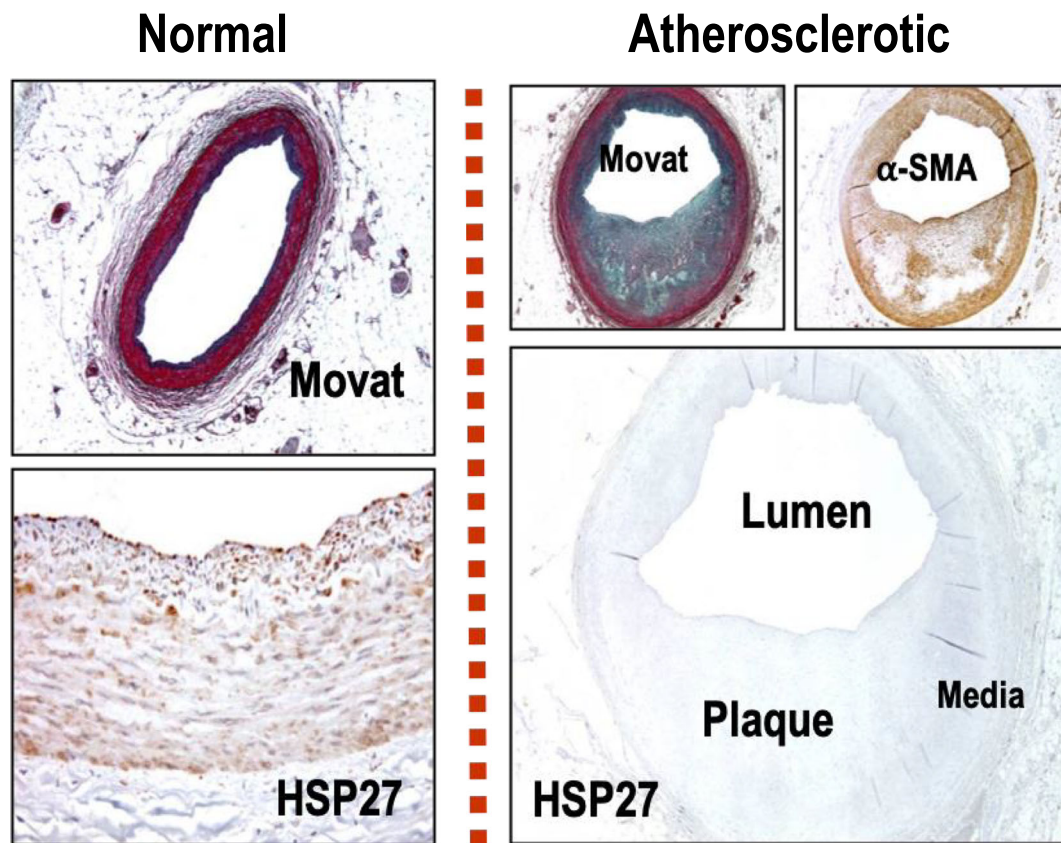 Normal
Atherosclerotic
Movat
HSP27
Movat
α-SMA
Lumen
Plaque
Media
HSP27